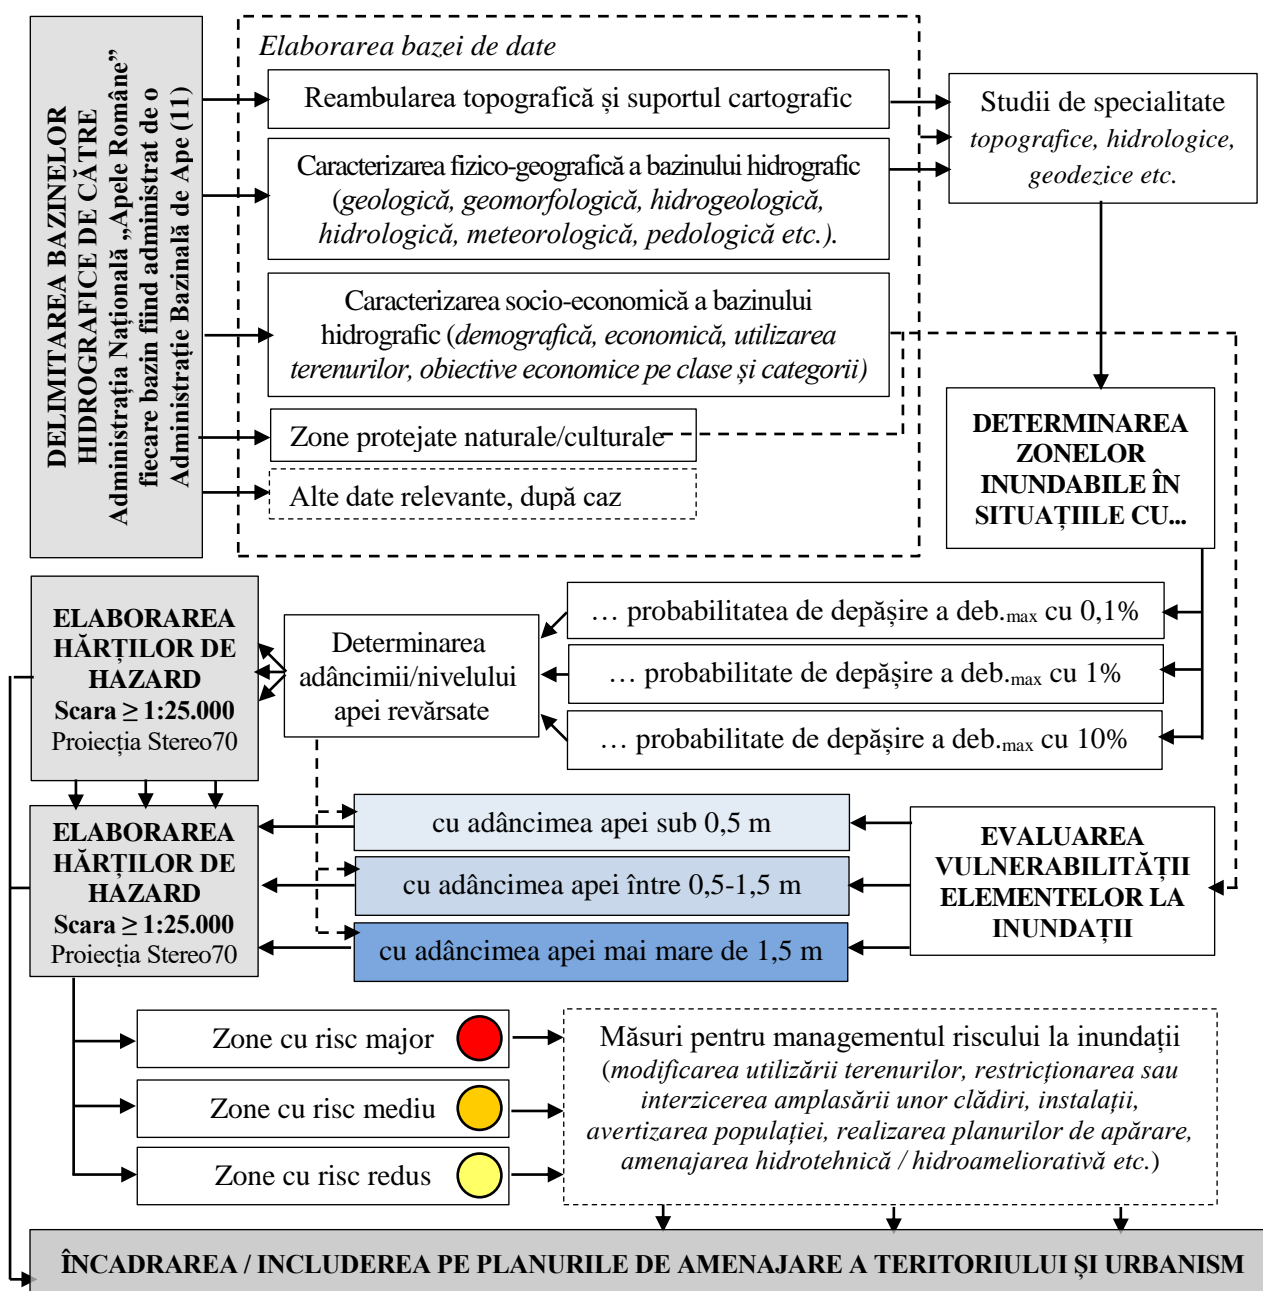 DELIMITAREA BAZINELOR
HIDROGRAFICE DE CĂTRE
Administrația Națională „Apele Române”
fiecare bazin fiind administrat de o
Administrație Bazinală de Ape (11)
Elaborarea bazei de date
Reambularea topografică și suportul cartografic
Caracterizarea fizico-geografică a bazinului hidrografic
(geologică, geomorfologică, hidrogeologică,
hidrologică, meteorologică, pedologică etc.).
Caracterizarea socio-economică a bazinului
hidrografic (demografică, economică, utilizarea
terenurilor, obiective economice pe clase și categorii)
Zone protejate naturale/culturale
Alte date relevante, după caz
Studii de specialitate
topografice, hidrologice,
geodezice etc.
DETERMINAREA
ZONELOR
INUNDABILE ÎN
SITUAȚIILE CU...
… probabilitatea de depășire a deb.max cu 0,1%
… probabilitate de depășire a deb.max cu 1%
… probabilitate de depășire a deb.max cu 10%
Determinarea
adâncimii/nivelului
apei revărsate
ELABORAREA
HĂRȚILOR DE
HAZARD
Scara ≥ 1:25.000
Proiecția Stereo70
ELABORAREA
HĂRȚILOR DE
HAZARD
Scara ≥ 1:25.000
Proiecția Stereo70
cu adâncimea apei sub 0,5 m
cu adâncimea apei între 0,5-1,5 m
cu adâncimea apei mai mare de 1,5 m
EVALUAREA
VULNERABILITĂȚII
ELEMENTELOR LA
INUNDAȚII
Zone cu risc major
Zone cu risc mediu
Zone cu risc redus
Măsuri pentru managementul riscului la inundații
(modificarea utilizării terenurilor, restricționarea sau
interzicerea amplasării unor clădiri, instalații,
avertizarea populației, realizarea planurilor de apărare,
amenajarea hidrotehnică / hidroameliorativă etc.)
ÎNCADRAREA / INCLUDEREA PE PLANURILE DE AMENAJARE A TERITORIULUI ȘI URBANISM